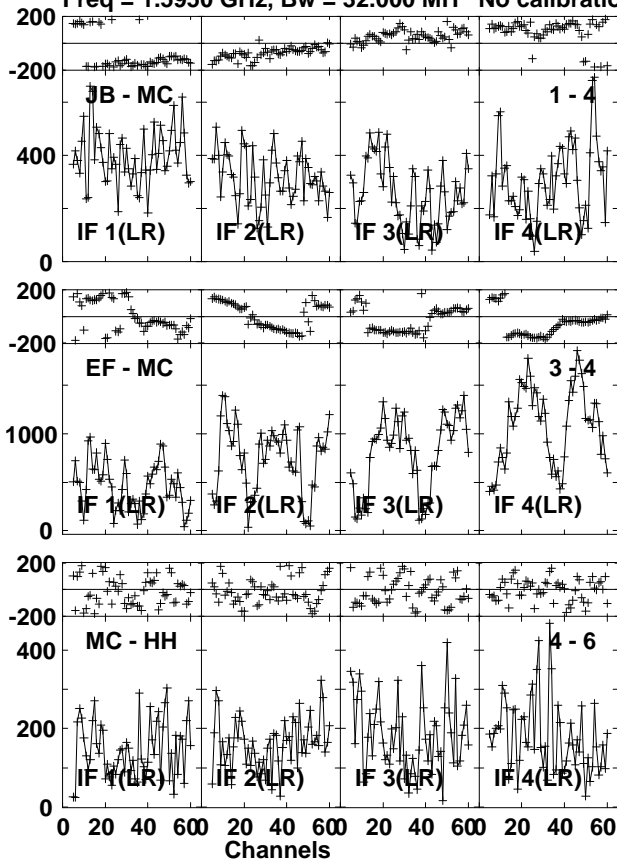 Freq = 1.5950 GHz, Bw = 32.000 MH No calibratio
200
-200
JB - MC 1 - 4
400
IF 1(LR) IF 2(LR) IF 3(LR) IF 4(LR)
0
200
-200
EF - MC 3 - 4
1000
IF 1(LR) IF 2(LR) IF 3(LR) IF 4(LR)
0
200
-200
MC - HH 4 - 6
400
200
IF 1(LR) IF 2(LR) IF 3(LR) IF 4(LR)
0
0 20 40 600 20 40 600 20 40 600 20 40 60
Channels